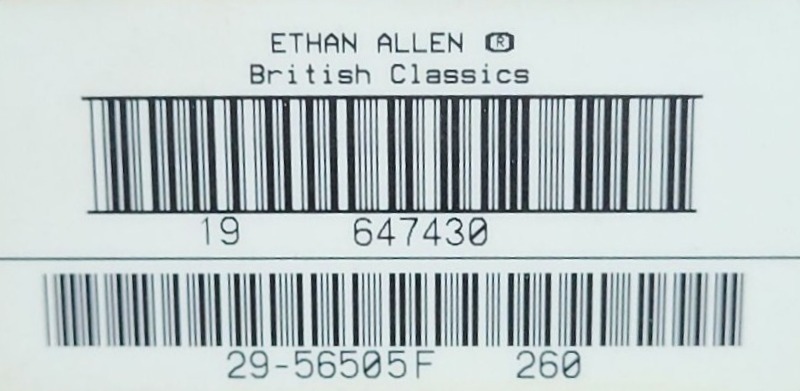 ETHAN ALLEN ®
British Classics
19 647430
29-56505F 260